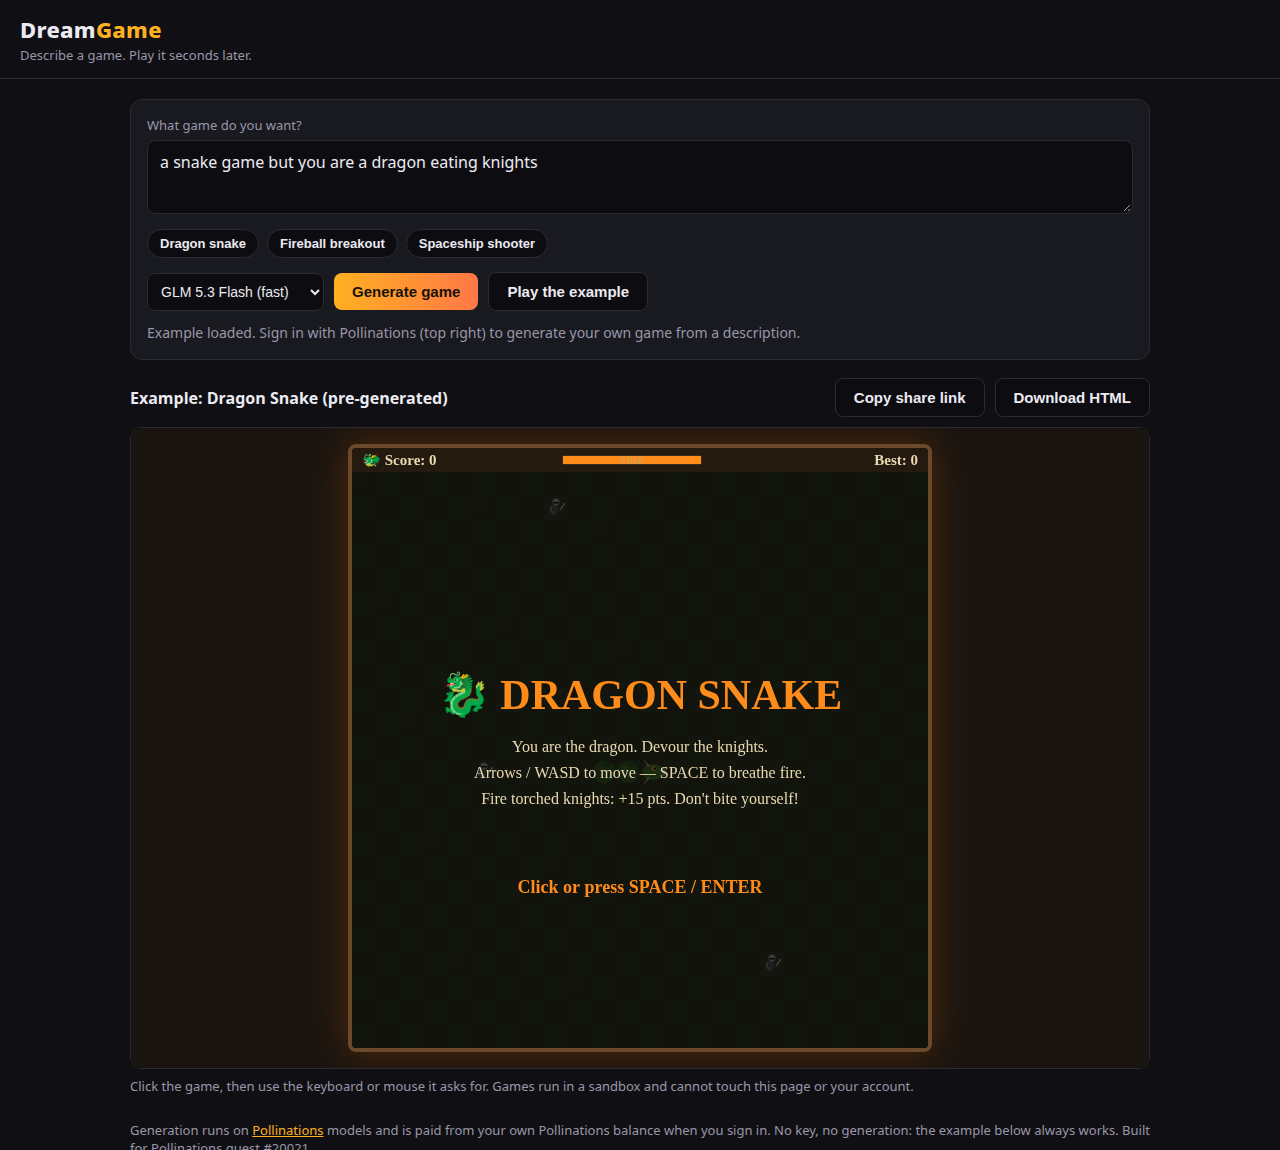 DreamGame
Describe a game. Play it seconds later.
What game do you want?
a snake game but you are a dragon eating knights
Dragon snake
Fireball breakout
Spaceship shooter
GLM 5.3 Flash (fast)
Generate game
Play the example
Example loaded. Sign in with Pollinations (top right) to generate your own game from a description.
Example: Dragon Snake (pre-generated)
Copy share link
Download HTML
Score: 0
Best: 0
DRAGON SNAKE
You are the dragon. Devour the knights.
Arrows / WASD to move — SPACE to breathe fire.
Fire torched knights: +15 pts. Don't bite yourself!
Click or press SPACE / ENTER
Click the game, then use the keyboard or mouse it asks for. Games run in a sandbox and cannot touch this page or your account.
Generation runs on Pollinations models and is paid from your own Pollinations balance when you sign in. No key, no generation: the example below always works. Built
for Pollinations quest #20021